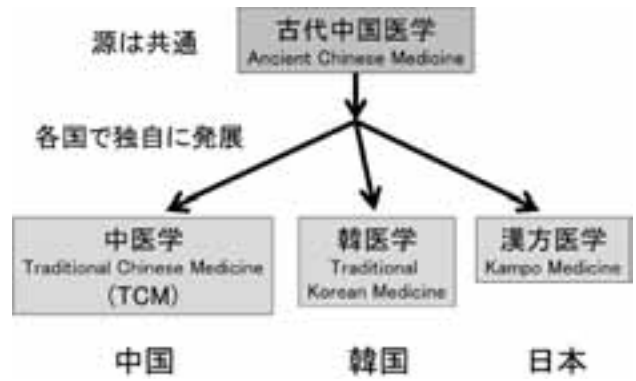 源は共通
古代中国医学
Ancient Chinese Medicine
各国で独自に発展
中医学
Traditional Chinese Medicine
(TCM)
韓医学
Traditional
Korean Medicine
漢方医学
Kampo Medicine
中国
韓国
日本